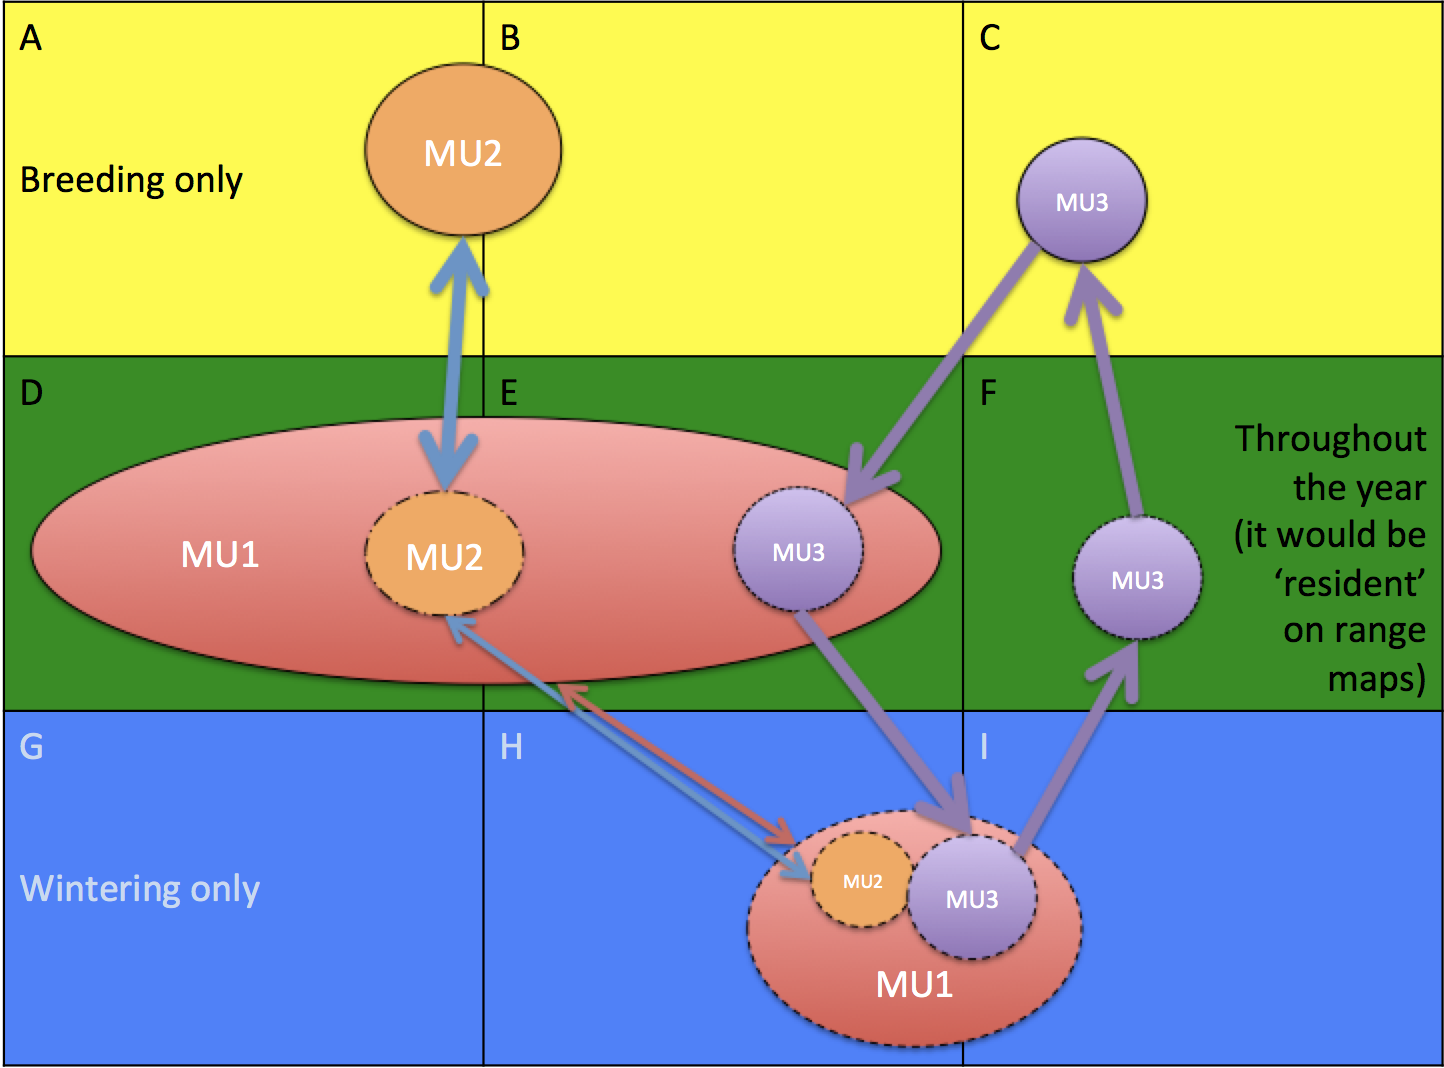 A
B
C
MU2
Breeding only
MU3
D
E
F
Throughout
the year
(it would be
‘resident’
on range
maps)
MU1
MU2
MU3
MU3
G
H
I
Wintering only
MU2
MU3
MU1